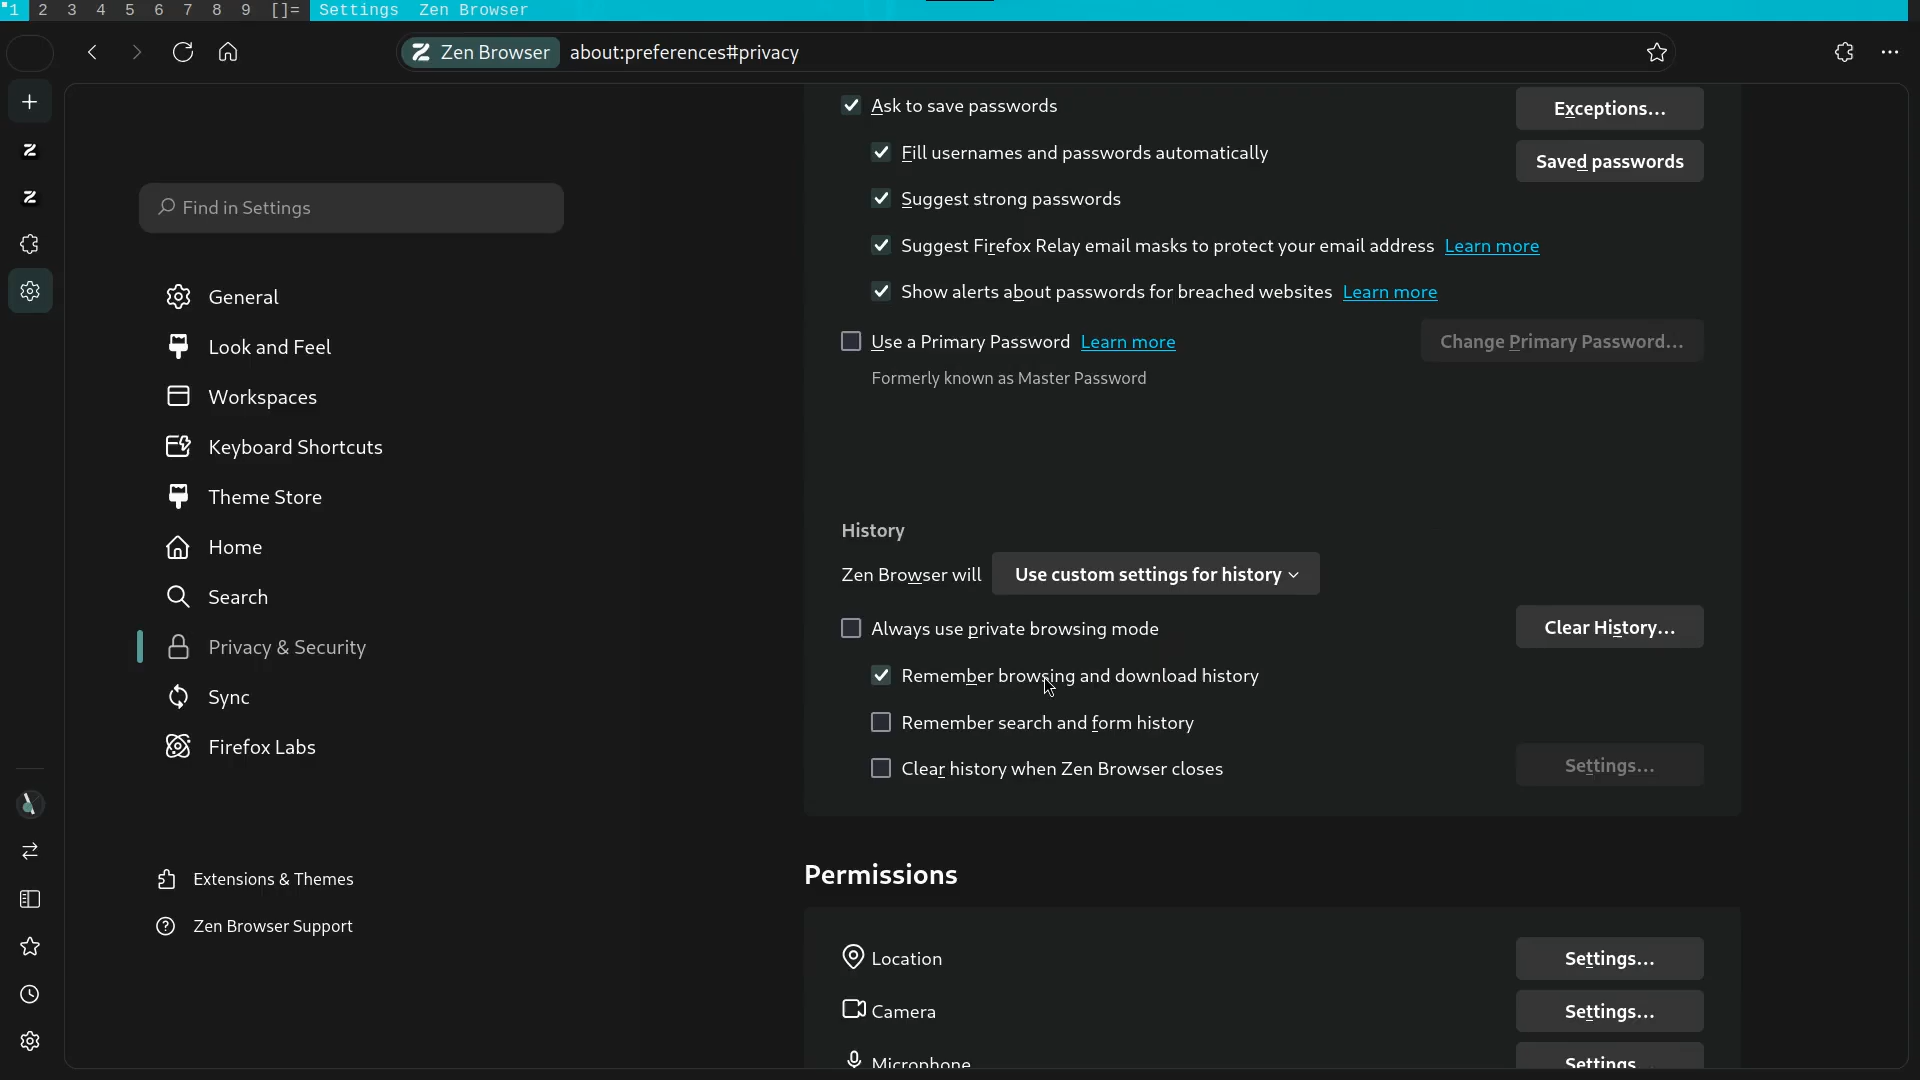 1 2 3 4 5 6 7 8 9 []= Settings Zen Browser
Zen Browser about:preferences#privacy
Find in Settings
General
Look and Feel
Workspaces
Keyboard Shortcuts
Theme Store
Home
Search
Privacy & Security
Sync
Firefox Labs
Extensions & Themes
Zen Browser Support
Ask to save passwords
Exceptions...
Fill usernames and passwords automatically
Saved passwords
Suggest strong passwords
Suggest Firefox Relay email masks to protect your email address Learn more
Show alerts about passwords for breached websites Learn more
Use a Primary Password Learn more
Change Primary Password...
Formerly known as Master Password
History
Zen Browser will Use custom settings for history
Always use private browsing mode
Clear History...
Remember browsing and download history
Remember search and form history
Clear history when Zen Browser closes
Settings...
Permissions
Location
Settings...
Camera
Settings...
Microphone
Settings...